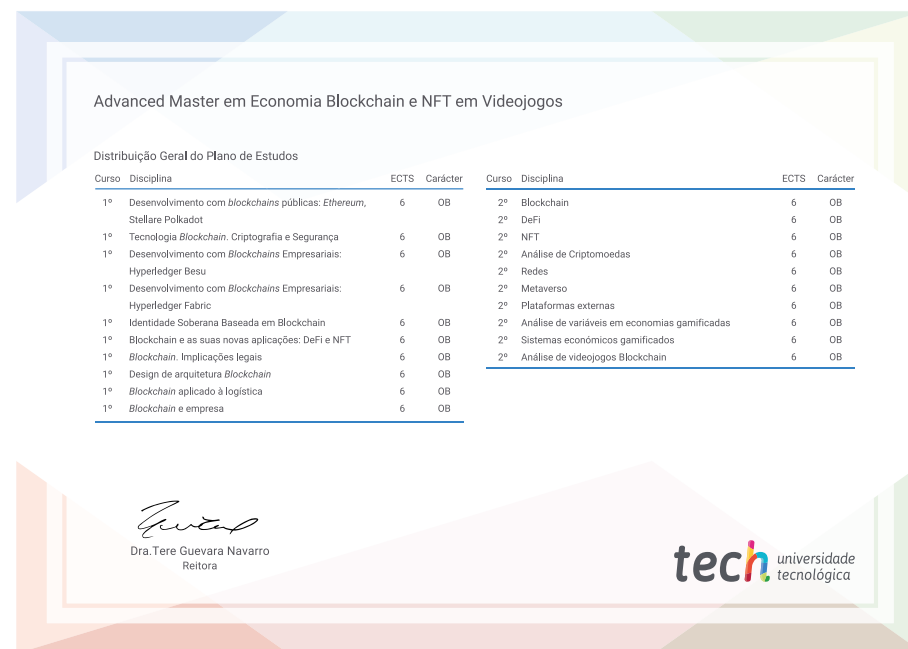 Advanced Master em Economia Blockchain e NFT em Videojogos
Distribuição Geral do Plano de Estudos
Curso Disciplina ECTS Carácter
1º Desenvolvimento com blockchains públicas: Ethereum, 6 OB
Stellare Polkadot
1º Tecnologia Blockchain. Criptografia e Segurança 6 OB
1º Desenvolvimento com Blockchains Empresariais: 6 OB
Hyperledger Besu
1º Desenvolvimento com Blockchains Empresariais: 6 OB
Hyperledger Fabric
1º Identidade Soberana Baseada em Blockchain 6 OB
1º Blockchain e as suas novas aplicações: DeFi e NFT 6 OB
1º Blockchain. Implicações legais 6 OB
1º Design de arquitetura Blockchain 6 OB
1º Blockchain aplicado à logística 6 OB
1º Blockchain e empresa 6 OB
Curso Disciplina ECTS Carácter
2º Blockchain 6 OB
2º DeFi 6 OB
2º NFT 6 OB
2º Análise de Criptomoedas 6 OB
2º Redes 6 OB
2º Metaverso 6 OB
2º Plataformas externas 6 OB
2º Análise de variáveis em economias gamificadas 6 OB
2º Sistemas económicos gamificados 6 OB
2º Análise de videojogos Blockchain 6 OB
Dra.Tere Guevara Navarro
Reitora
tech universidade
tecnológica